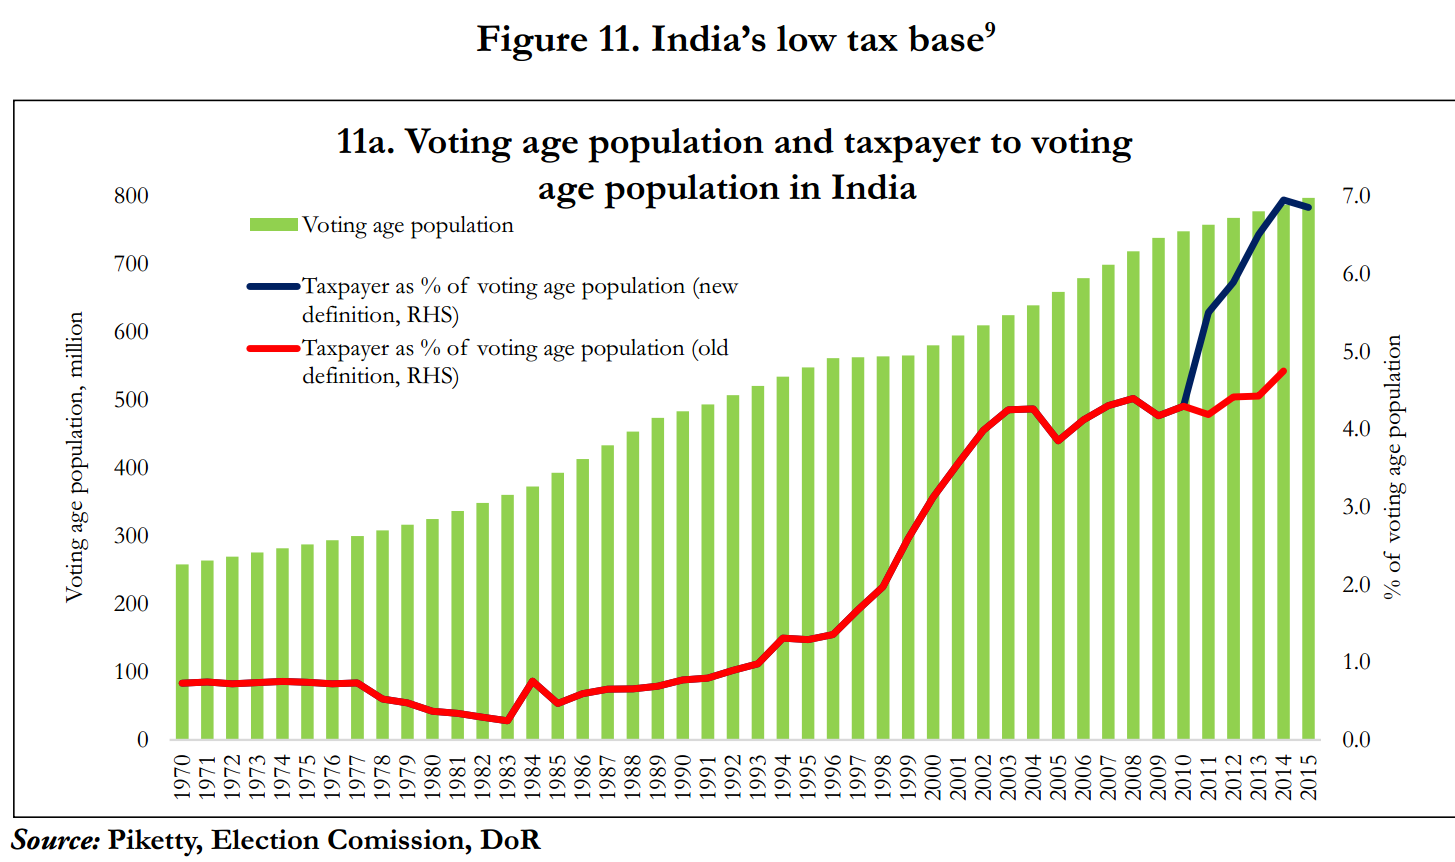 Figure 11. India’s low tax base⁹
11a. Voting age population and taxpayer to voting
age population in India
Voting age population
Taxpayer as % of voting age population (new
definition, RHS)
Taxpayer as % of voting age population (old
definition, RHS)
Voting age population, million
800
700
600
500
400
300
200
100
0
% of voting age population
7.0
6.0
5.0
4.0
3.0
2.0
1.0
0.0
1970 1971 1972 1973 1974 1975 1976 1977 1978 1979 1980 1981 1982 1983 1984 1985 1986 1987 1988 1989 1990 1991 1992 1993 1994 1995 1996 1997 1998 1999 2000 2001 2002 2003 2004 2005 2006 2007 2008 2009 2010 2011 2012 2013 2014 2015
Source: Piketty, Election Comission, DoR